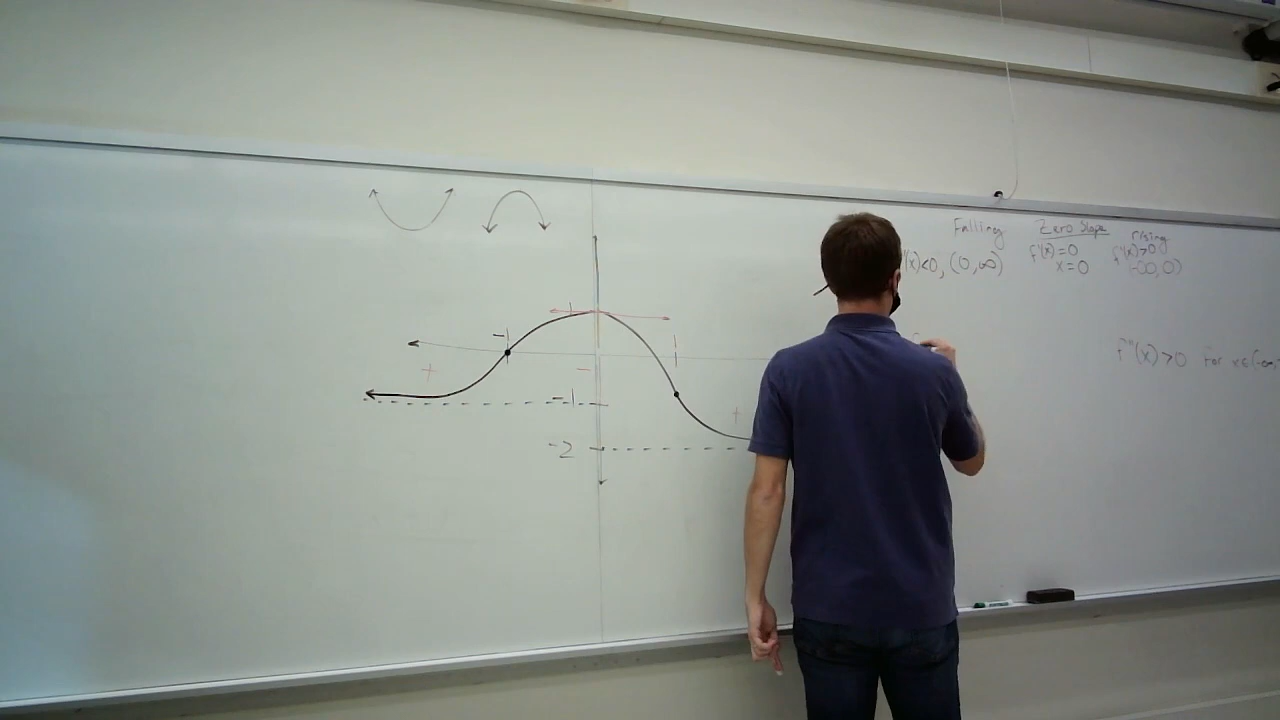 Falling Zero Slope rising
'(x)<0, (0,∞) f'(x)=0 f'(x)>0
x=0 -∞,0)
f''(x)>0 For x∈(-∞,
-1 1 1
+ - +
-1
-2